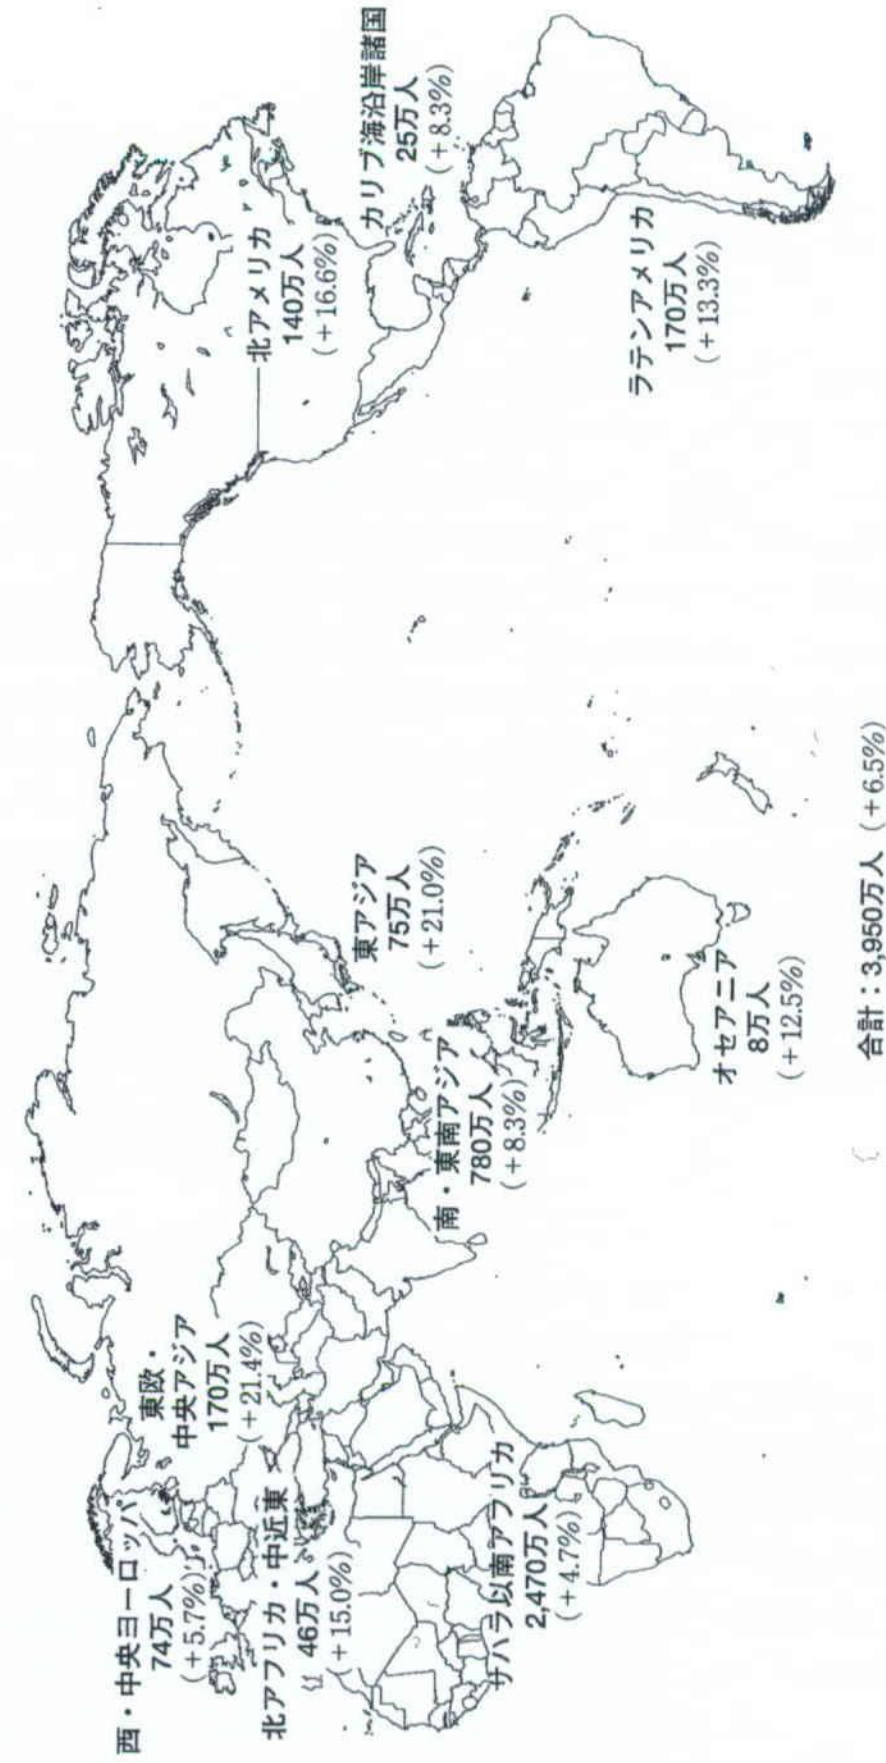 西・中央ヨーロッパ
74万人
(+5.7%)
東欧・
中央アジア
170万人
(+21.4%)
北アフリカ・中近東
46万人
(+15.0%)
サハラ以南アフリカ
2,470万人
(+4.7%)
南・東南アジア
780万人
(+8.3%)
東アジア
75万人
(+21.0%)
オセアニア
8万人
(+12.5%)
北アメリカ
140万人
(+16.6%)
カリブ海沿岸諸国
25万人
(+8.3%)
ラテンアメリカ
170万人
(+13.3%)
合計：3,950万人 (+6.5%)